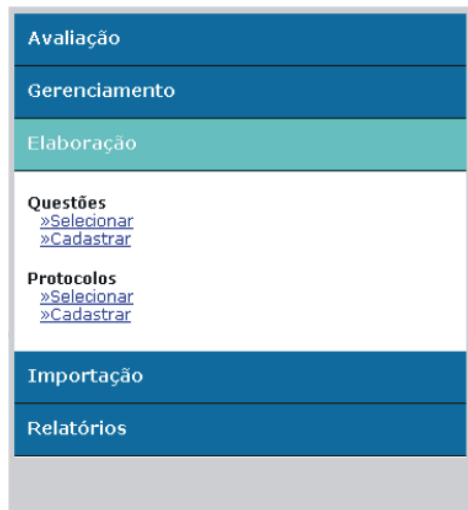 Avaliação
Gerenciamento
Elaboração
Questões
»Selecionar
»Cadastrar
Protocolos
»Selecionar
»Cadastrar
Importação
Relatórios